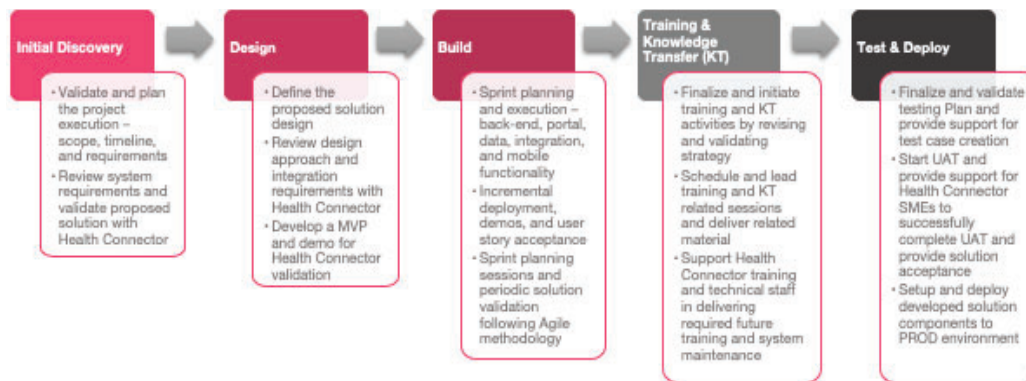 Initial Discovery
• Validate and plan
the project
execution –
scope, timeline,
and requirements
• Review system
requirements and
validate proposed
solution with
Health Connector
Design
• Define the
proposed solution
design
• Review design
approach and
integration
requirements with
Health Connector
• Develop a MVP
and demo for
Health Connector
validation
Build
• Sprint planning
and execution –
back-end, portal,
data, integration,
and mobile
functionality
• Incremental
deployment,
demos, and user
story acceptance
• Sprint planning
sessions and
periodic solution
validation
following Agile
methodology
Training &
Knowledge
Transfer (KT)
• Finalize and initiate
training and KT
activities by revising
and validating
strategy
• Schedule and lead
training and KT
related sessions
and deliver related
material
• Support Health
Connector training
and technical staff
in delivering
required future
training and system
maintenance
Test & Deploy
• Finalize and validate
testing Plan and
provide support for
test case creation
• Start UAT and
provide support for
Health Connector
SMEs to
successfully
complete UAT and
provide solution
acceptance
• Setup and deploy
developed solution
components to
PROD environment